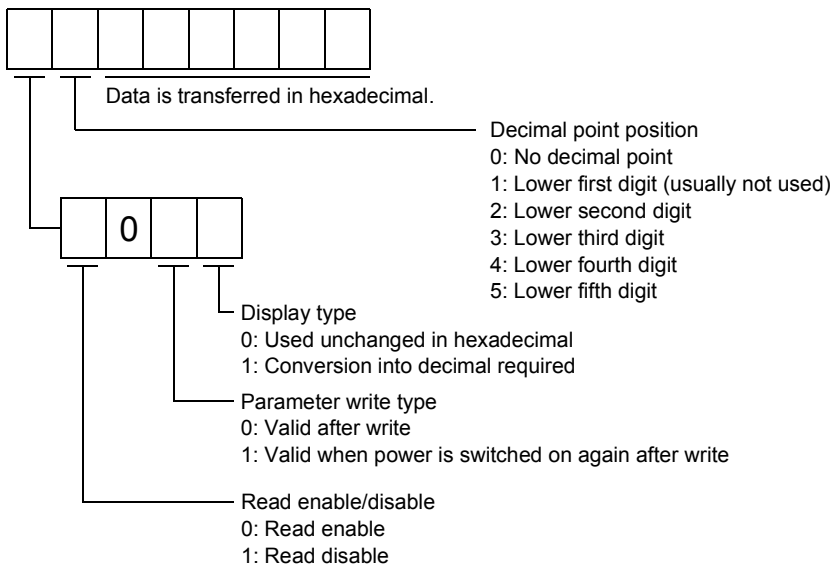 Data is transferred in hexadecimal.
Decimal point position
0: No decimal point
1: Lower first digit (usually not used)
2: Lower second digit
3: Lower third digit
4: Lower fourth digit
5: Lower fifth digit
0
Display type
0: Used unchanged in hexadecimal
1: Conversion into decimal required
Parameter write type
0: Valid after write
1: Valid when power is switched on again after write
Read enable/disable
0: Read enable
1: Read disable